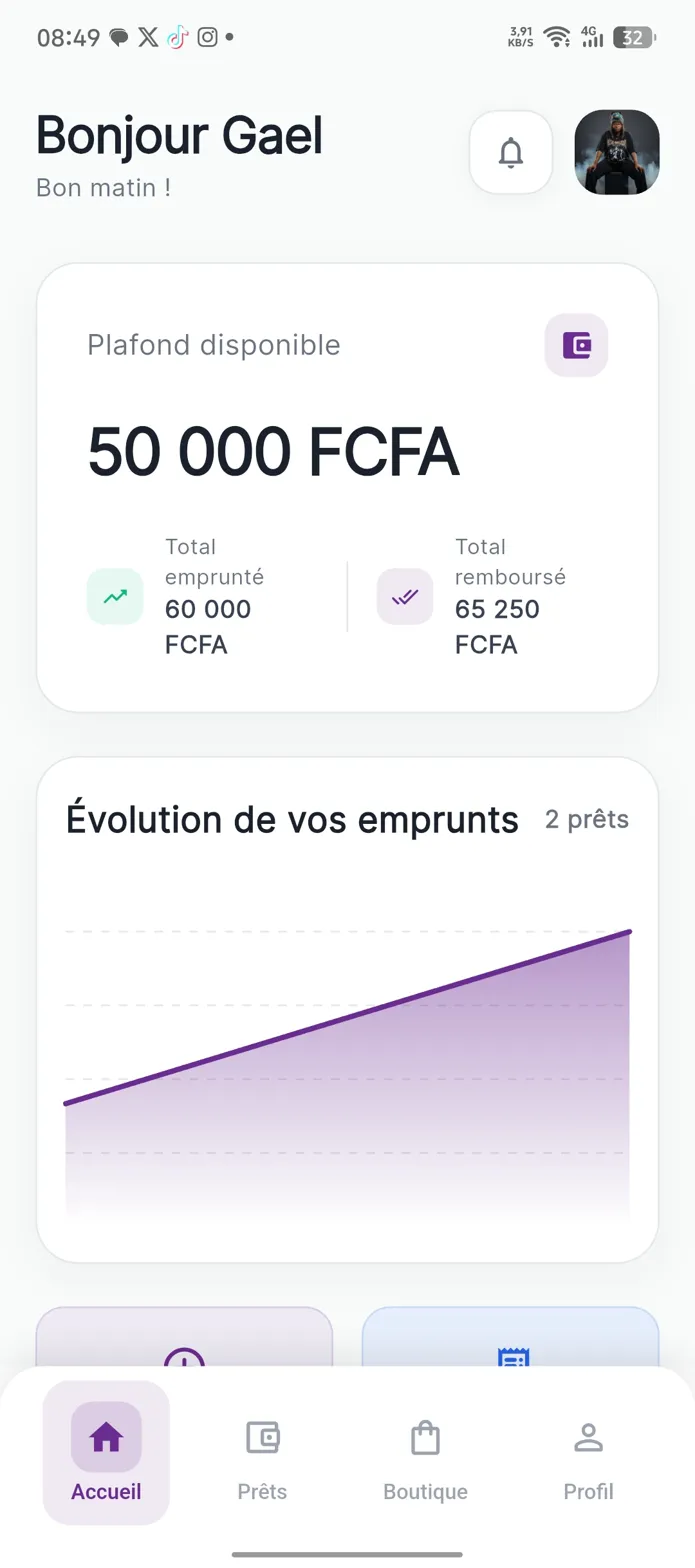 08:49
3,91
KB/S
4G
32
Bonjour Gael
Bon matin !
Plafond disponible
50 000 FCFA
Total
emprunté
60 000
FCFA
Total
remboursé
65 250
FCFA
Évolution de vos emprunts
2 prêts
Accueil
Prêts
Boutique
Profil